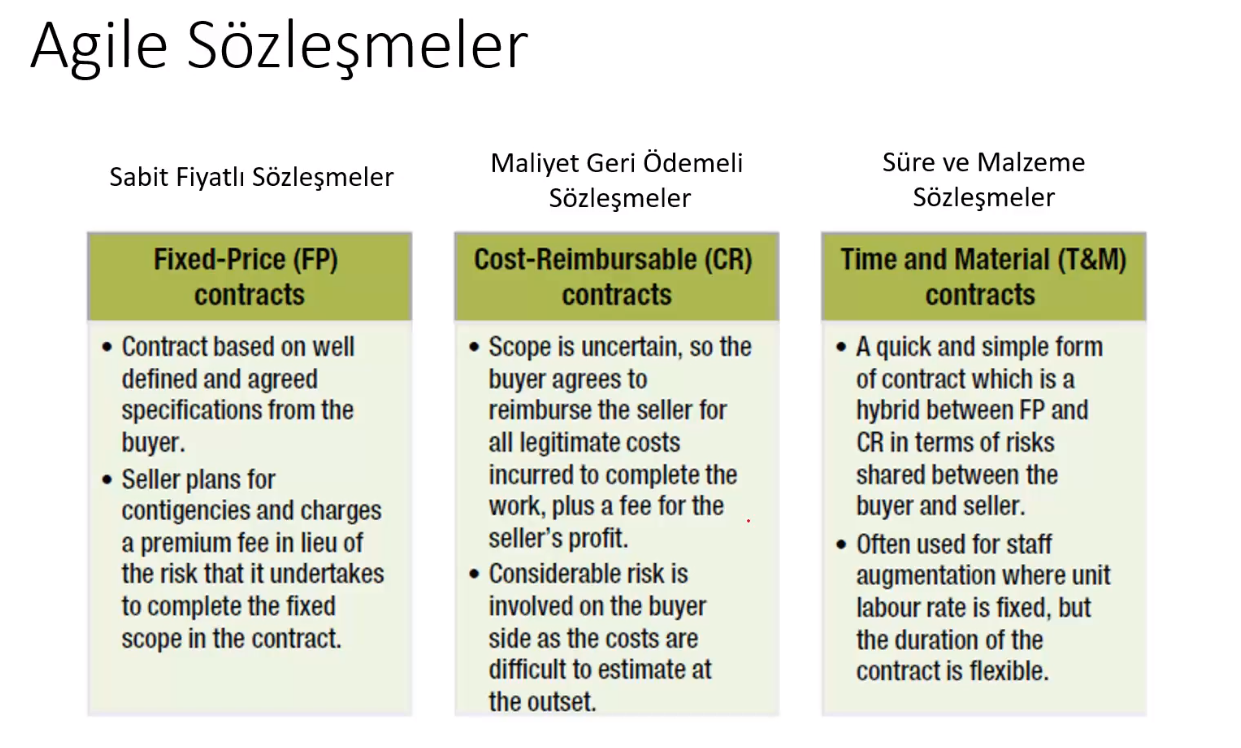 Agile Sözleşmeler
Sabit Fiyatlı Sözleşmeler
Maliyet Geri Ödemeli
Sözleşmeler
Süre ve Malzeme
Sözleşmeler
Fixed-Price (FP)
contracts
• Contract based on well
defined and agreed
specifications from the
buyer.
• Seller plans for
contigencies and charges
a premium fee in lieu of
the risk that it undertakes
to complete the fixed
scope in the contract.
Cost-Reimbursable (CR)
contracts
• Scope is uncertain, so the
buyer agrees to
reimburse the seller for
all legitimate costs
incurred to complete the
work, plus a fee for the
seller's profit.
• Considerable risk is
involved on the buyer
side as the costs are
difficult to estimate at
the outset.
Time and Material (T&M)
contracts
• A quick and simple form
of contract which is a
hybrid between FP and
CR in terms of risks
shared between the
buyer and seller.
• Often used for staff
augmentation where unit
labour rate is fixed, but
the duration of the
contract is flexible.